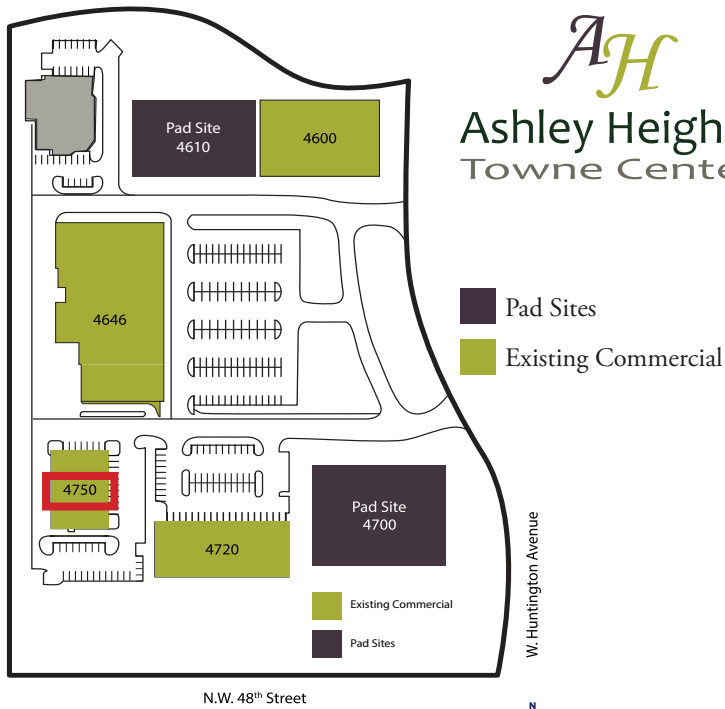 AH
Ashley Heigh
Towne Cente
Pad Site
4610
4600
4646
Pad Sites
Existing Commercial
4750
4720
Pad Site
4700
Existing Commercial
Pad Sites
W. Huntington Avenue
N.W. 48th Street
N